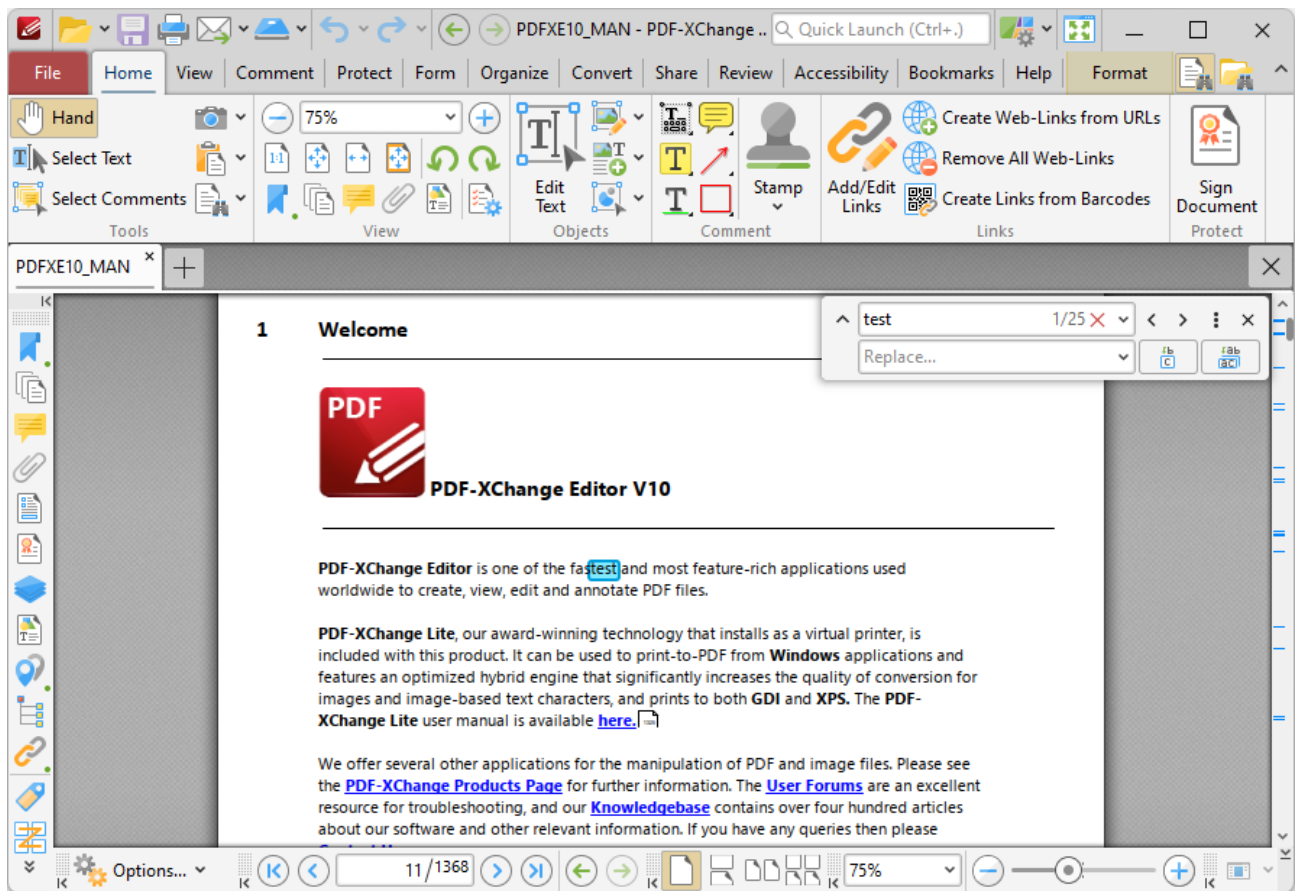 PDFXE10_MAN - PDF-XChange .. Quick Launch (Ctrl+.)
File Home View Comment Protect Form Organize Convert Share Review Accessibility Bookmarks Help Format
Hand
Select Text
Select Comments
Tools
75%
1:1
View
Edit
Text
Objects
Comment
Stamp
Add/Edit
Links
Create Web-Links from URLs
Remove All Web-Links
Create Links from Barcodes
Links
Sign
Document
Protect
PDFXE10_MAN
test 1/25
Replace...
1 Welcome
PDF
PDF-XChange Editor V10
PDF-XChange Editor is one of the fastest and most feature-rich applications used
worldwide to create, view, edit and annotate PDF files.
PDF-XChange Lite, our award-winning technology that installs as a virtual printer, is
included with this product. It can be used to print-to-PDF from Windows applications and
features an optimized hybrid engine that significantly increases the quality of conversion for
images and image-based text characters, and prints to both GDI and XPS. The PDF-
XChange Lite user manual is available here.
We offer several other applications for the manipulation of PDF and image files. Please see
the PDF-XChange Products Page for further information. The User Forums are an excellent
resource for troubleshooting, and our Knowledgebase contains over four hundred articles
about our software and other relevant information. If you have any queries then please
Options... 11/1368 75%